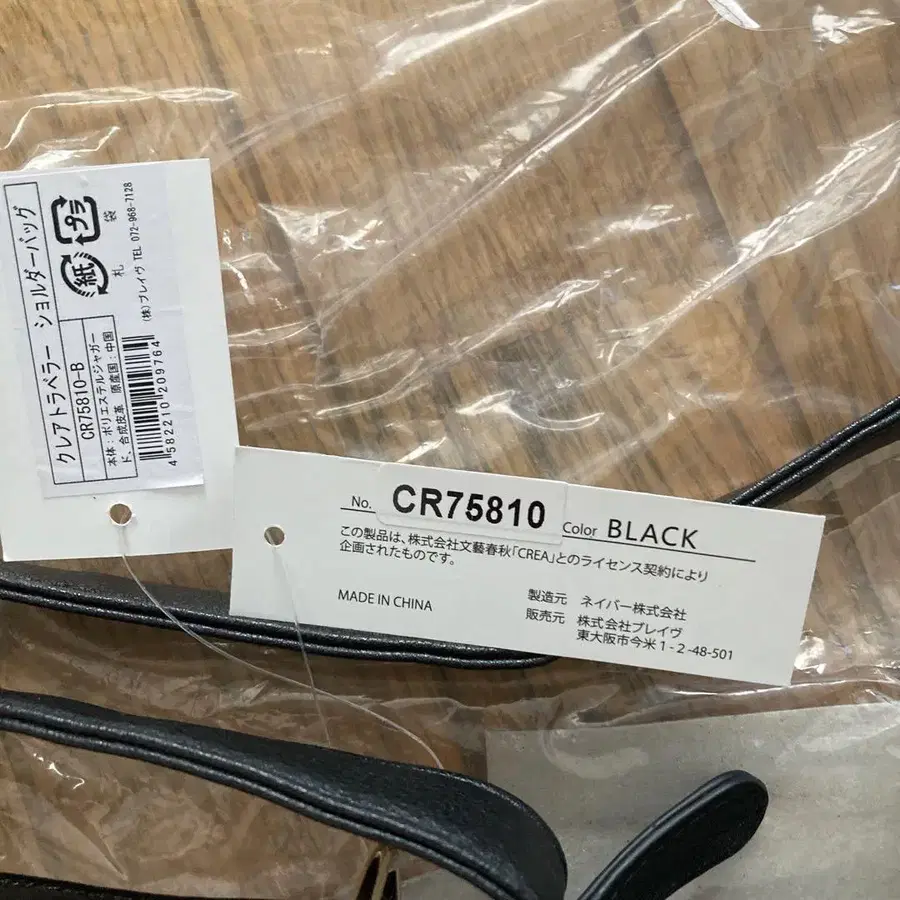 クレアトラベラー ショルダーバッグ
CR75810-B
本体:ポリエステルジャガー
ド、合成皮革 原産国:中国
4 582210 209764
紙
プラ
札
袋
(株)ブレイヴ TEL 072-968-7128
No. CR75810 Color BLACK
この製品は、株式会社文藝春秋「CREA」とのライセンス契約により
企画されたものです。
MADE IN CHINA
製造元 ネイバー株式会社
販売元 株式会社ブレイヴ
東大阪市今米1-2-48-501